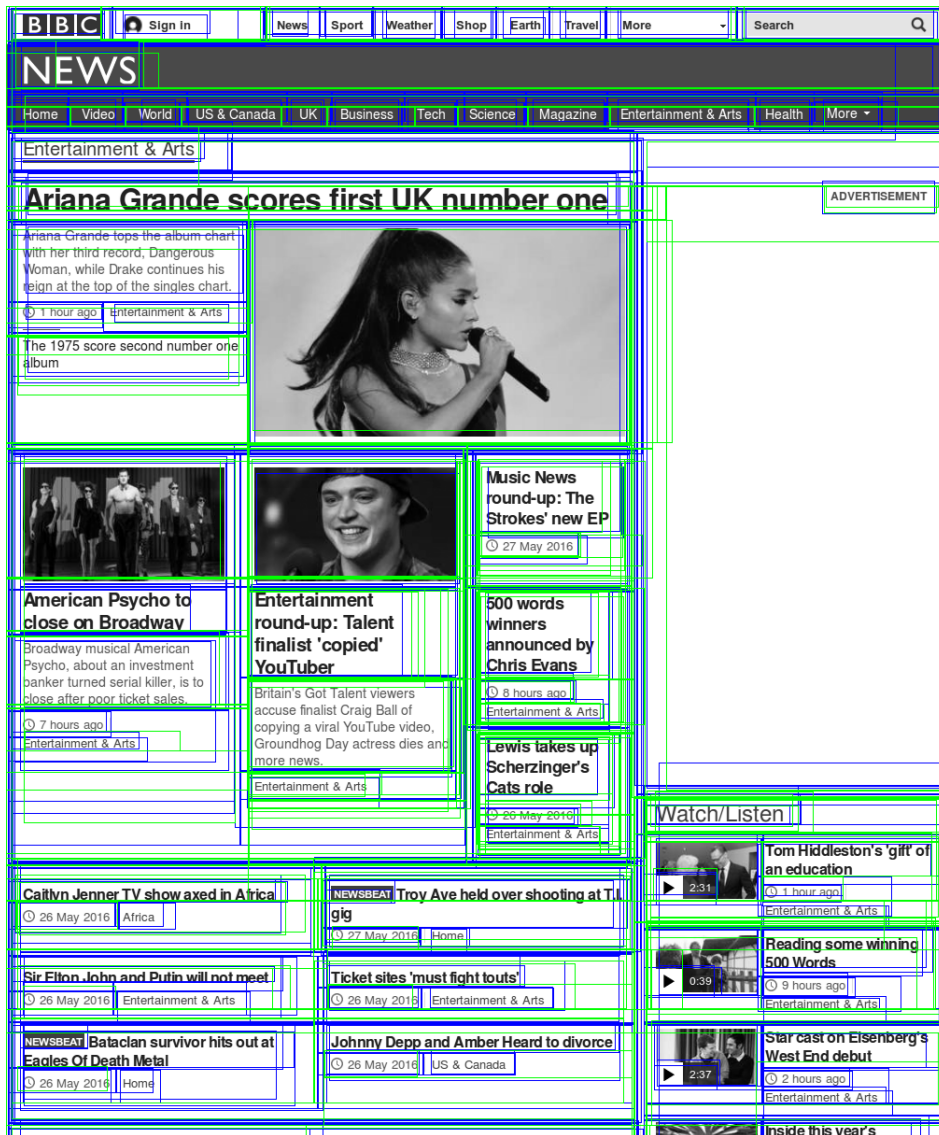 BBC Sign in News Sport Weather Shop Earth Travel More Search
NEWS
Home Video World US & Canada UK Business Tech Science Magazine Entertainment & Arts Health More
Entertainment & Arts
Ariana Grande scores first UK number one
ADVERTISEMENT
Ariana Grande tops the album chart
with her third record, Dangerous
Woman, while Drake continues his
reign at the top of the singles chart.
1 hour ago Entertainment & Arts
The 1975 score second number one
album
American Psycho to
close on Broadway
Broadway musical American
Psycho, about an investment
banker turned serial killer, is to
close after poor ticket sales.
7 hours ago
Entertainment & Arts
Entertainment
round-up: Talent
finalist 'copied'
YouTuber
Britain's Got Talent viewers
accuse finalist Craig Ball of
copying a viral YouTube video,
Groundhog Day actress dies and
more news.
Entertainment & Arts
Music News
round-up: The
Strokes' new EP
27 May 2016
500 words
winners
announced by
Chris Evans
8 hours ago
Entertainment & Arts
Lewis takes up
Scherzinger's
Cats role
26 May 2016
Entertainment & Arts
Caitlyn Jenner TV show axed in Africa
26 May 2016 Africa
NEWSBEAT Troy Ave held over shooting at T.I.
gig
27 May 2016 Home
Sir Elton John and Putin will not meet
26 May 2016 Entertainment & Arts
Ticket sites 'must fight touts'
26 May 2016 Entertainment & Arts
NEWSBEAT Bataclan survivor hits out at
Eagles Of Death Metal
26 May 2016 Home
Johnny Depp and Amber Heard to divorce
26 May 2016 US & Canada
Watch/Listen
2:31
Tom Hiddleston's 'gift' of
an education
1 hour ago
Entertainment & Arts
0:39
Reading some winning
500 Words
9 hours ago
Entertainment & Arts
2:37
Star cast on Eisenberg's
West End debut
2 hours ago
Entertainment & Arts
Inside this year's